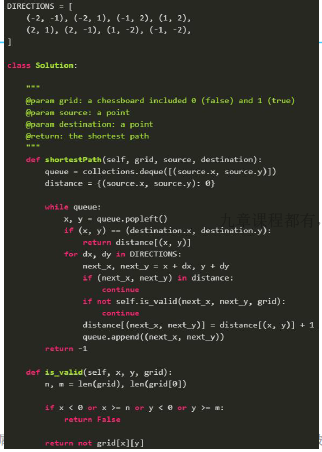 DIRECTIONS = [
    (-2, -1), (-2, 1), (-1, 2), (1, 2),
    (2, 1), (2, -1), (1, -2), (-1, -2),
]
class Solution:
    """
    @param grid: a chessboard included 0 (false) and 1 (true)
    @param source: a point
    @param destination: a point
    @return: the shortest path
    """
    def shortestPath(self, grid, source, destination):
        queue = collections.deque([(source.x, source.y)])
        distance = {(source.x, source.y): 0}
        while queue:
            x, y = queue.popleft()
            if (x, y) == (destination.x, destination.y):
                return distance[(x, y)]
            for dx, dy in DIRECTIONS:
                next_x, next_y = x + dx, y + dy
                if (next_x, next_y) in distance:
                    continue
                if not self.is_valid(next_x, next_y, grid):
                    continue
                distance[(next_x, next_y)] = distance[(x, y)] + 1
                queue.append((next_x, next_y))
        return -1
    def is_valid(self, x, y, grid):
        n, m = len(grid), len(grid[0])
        if x < 0 or x >= n or y < 0 or y >= m:
            return False
        return not grid[x][y]
九章课程都有